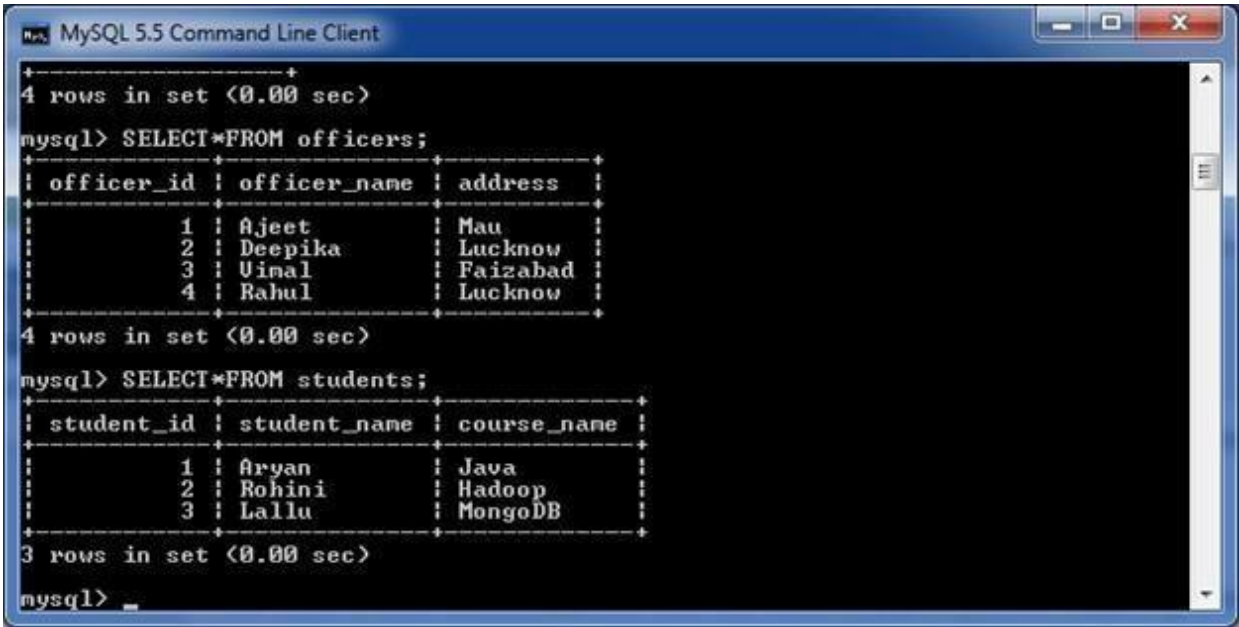 MySQL 5.5 Command Line Client
+------------------+
4 rows in set (0.00 sec)
mysql> SELECT*FROM officers;
+------------+--------------+----------+
| officer_id | officer_name | address  |
+------------+--------------+----------+
|          1 | Ajeet        | Mau      |
|          2 | Deepika      | Lucknow  |
|          3 | Vimal        | Faizabad |
|          4 | Rahul        | Lucknow  |
+------------+--------------+----------+
4 rows in set (0.00 sec)
mysql> SELECT*FROM students;
+------------+--------------+-------------+
| student_id | student_name | course_name |
+------------+--------------+-------------+
|          1 | Aryan        | Java        |
|          2 | Rohini       | Hadoop      |
|          3 | Lallu        | MongoDB     |
+------------+--------------+-------------+
3 rows in set (0.00 sec)
mysql> _